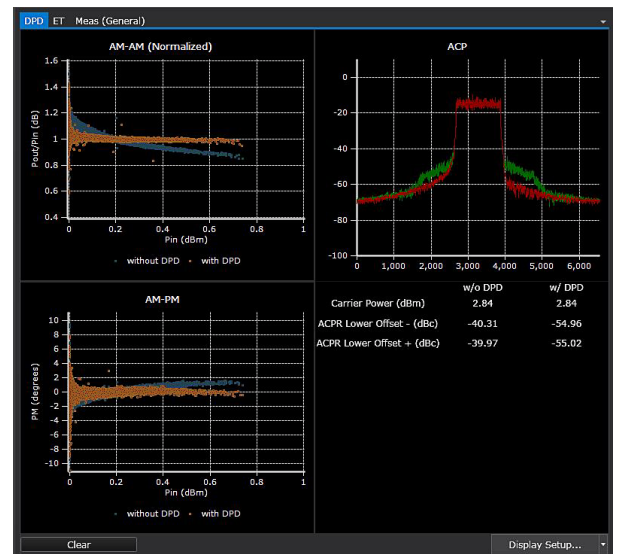 DPD ET Meas (General)
AM-AM (Normalized)
1.6
1.4
1.2
1
0.8
0.6
0.4
Pout/Pin (dB)
0 0.2 0.4 0.6 0.8 1
Pin (dBm)
without DPD with DPD
ACP
0
-20
-40
-60
-80
-100
0 1,000 2,000 3,000 4,000 5,000 6,000
w/o DPD w/ DPD
Carrier Power (dBm) 2.84 2.84
ACPR Lower Offset - (dBc) -40.31 -54.96
ACPR Lower Offset + (dBc) -39.97 -55.02
AM-PM
10
8
6
4
2
0
-2
-4
-6
-8
-10
PM (degrees)
0 0.2 0.4 0.6 0.8 1
Pin (dBm)
without DPD with DPD
Clear
Display Setup...